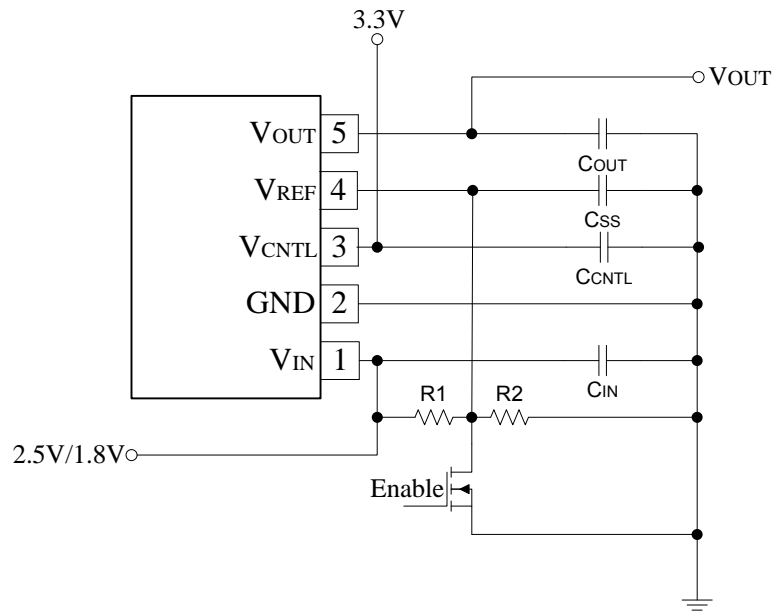 3.3V
VOUT
VOUT 5
COUT
VREF 4
CSS
VCNTL 3
CCNTL
GND 2
VIN 1
CIN
R1 R2
2.5V/1.8V
Enable